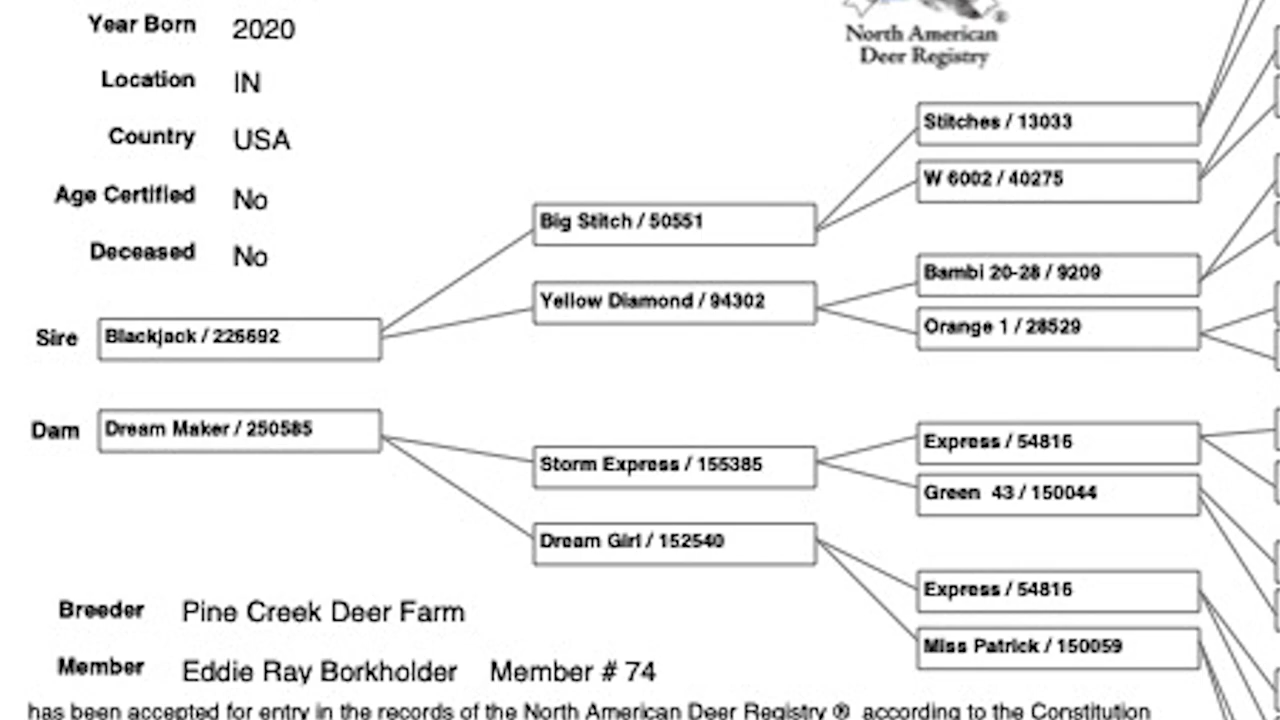 Year Born 2020
North American
Deer Registry ®
Location IN
Country USA
Age Certified No
Deceased No
Stitches / 13033
W 6002 / 40275
Big Stitch / 50551
Bambi 20-28 / 9209
Yellow Diamond / 94302
Orange 1 / 28529
Sire Blackjack / 226692
Dam Dream Maker / 250585
Express / 54816
Storm Express / 155385
Green 43 / 150044
Dream Girl / 152540
Express / 54816
Miss Patrick / 150059
Breeder Pine Creek Deer Farm
Member Eddie Ray Borkholder Member # 74
has been accepted for entry in the records of the North American Deer Registry ® according to the Constitution